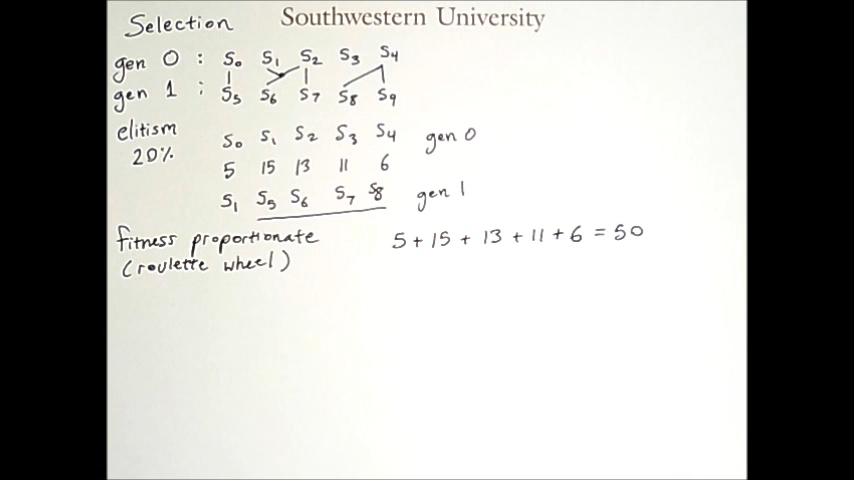 Selection Southwestern University
gen 0 : S₀ S₁ S₂ S₃ S₄
gen 1 : S₅ S₆ S₇ S₈ S₉
elitism S₀ S₁ S₂ S₃ S₄ gen 0
20% 5 15 13 11 6
S₁ S₅ S₆ S₇ S₈ gen 1
fitness proportionate 5 + 15 + 13 + 11 + 6 = 50
(roulette wheel)